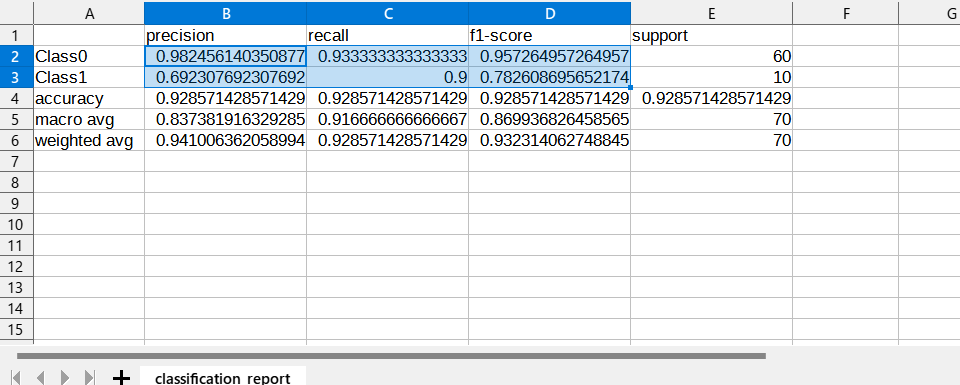 A B C D E F G
1 precision recall f1-score support
2 Class0 0.982456140350877 0.933333333333333 0.957264957264957 60
3 Class1 0.692307692307692 0.9 0.782608695652174 10
4 accuracy 0.928571428571429 0.928571428571429 0.928571428571429 0.928571428571429
5 macro avg 0.837381916329285 0.916666666666667 0.869936826458565 70
6 weighted avg 0.941006362058994 0.928571428571429 0.932314062748845 70
7
8
9
10
11
12
13
14
15
classification_report